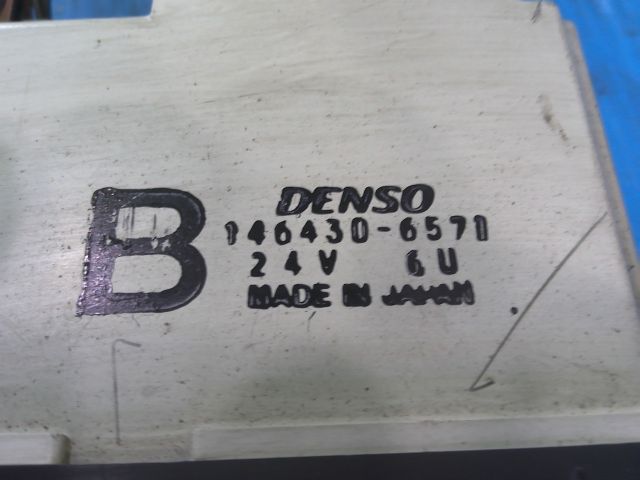 B
DENSO
146430-6571
24V 6U
MADE IN JAPAN